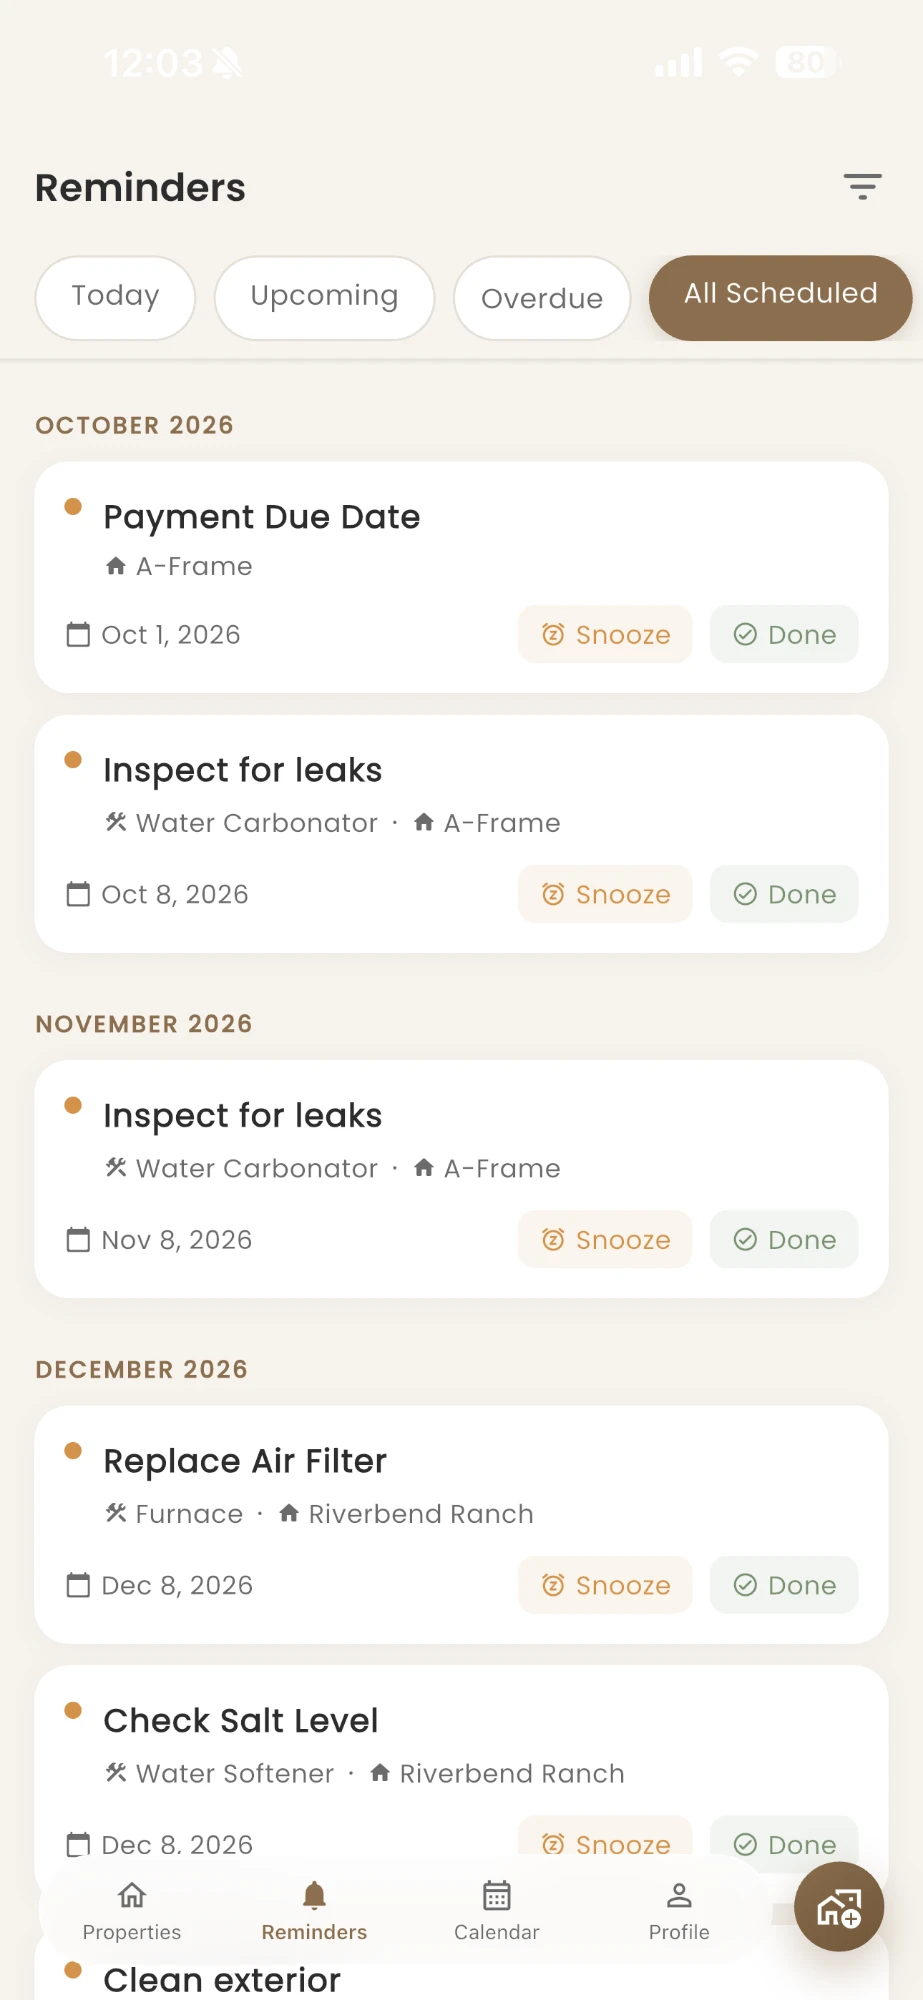 12:03
80
Reminders
Today
Upcoming
Overdue
All Scheduled
OCTOBER 2026
Payment Due Date
A-Frame
Oct 1, 2026
Snooze
Done
Inspect for leaks
Water Carbonator · A-Frame
Oct 8, 2026
Snooze
Done
NOVEMBER 2026
Inspect for leaks
Water Carbonator · A-Frame
Nov 8, 2026
Snooze
Done
DECEMBER 2026
Replace Air Filter
Furnace · Riverbend Ranch
Dec 8, 2026
Snooze
Done
Check Salt Level
Water Softener · Riverbend Ranch
Dec 8, 2026
Snooze
Done
Properties
Reminders
Calendar
Profile
Clean exterior